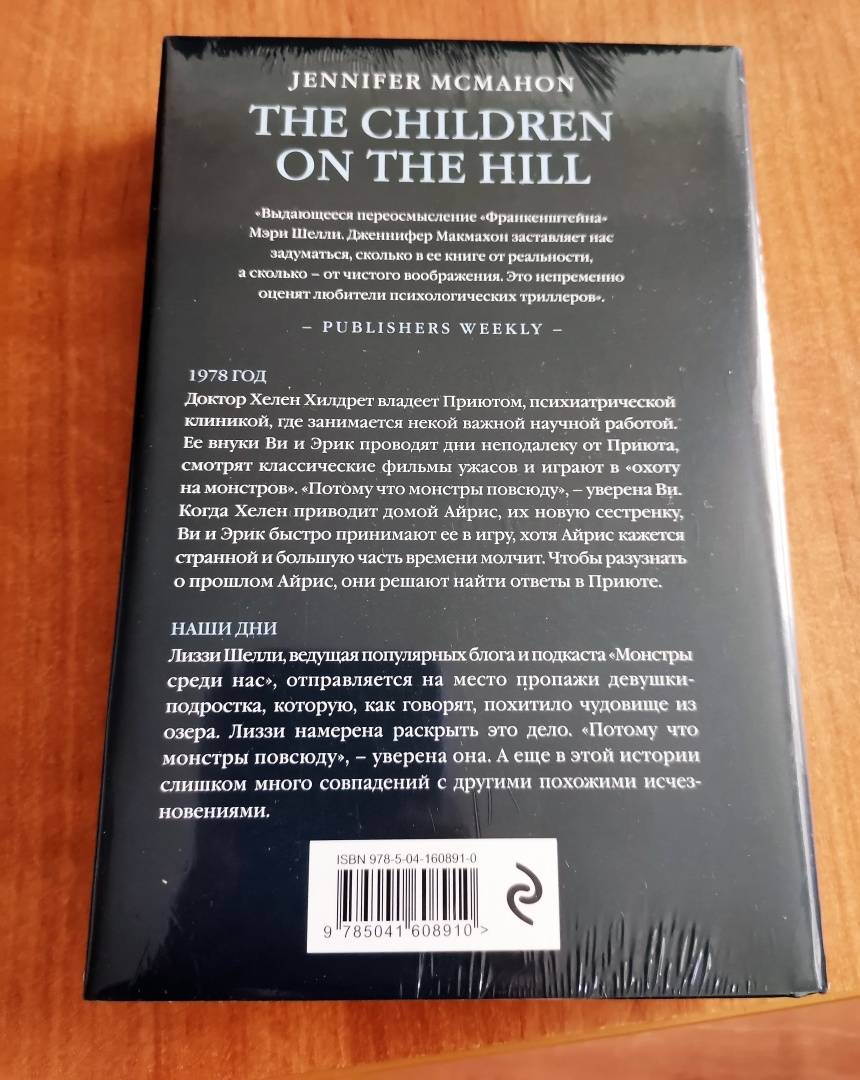 JENNIFER MCMAHON
THE CHILDREN
ON THE HILL
«Выдающееся переосмысление «Франкенштейна»
Мэри Шелли. Дженнифер Макмахон заставляет нас
задуматься, сколько в ее книге от реальности,
а сколько – от чистого воображения. Это непременно
оценят любители психологических триллеров».
– PUBLISHERS WEEKLY –
1978 ГОД
Доктор Хелен Хилдрет владеет Приютом, психиатрической
клиникой, где занимается некой важной научной работой.
Ее внуки Ви и Эрик проводят дни неподалеку от Приюта,
смотрят классические фильмы ужасов и играют в «охоту
на монстров». «Потому что монстры повсюду», – уверена Ви.
Когда Хелен приводит домой Айрис, их новую сестренку,
Ви и Эрик быстро принимают ее в игру, хотя Айрис кажется
странной и большую часть времени молчит. Чтобы разузнать
о прошлом Айрис, они решают найти ответы в Приюте.
НАШИ ДНИ
Лиззи Шелли, ведущая популярных блога и подкаста «Монстры
среди нас», отправляется на место пропажи девушки-
подростка, которую, как говорят, похитило чудовище из
озера. Лиззи намерена раскрыть это дело. «Потому что
монстры повсюду», – уверена она. А еще в этой истории
слишком много совпадений с другими похожими исчез-
новениями.
ISBN 978-5-04-160891-0
9 785041 608910 >